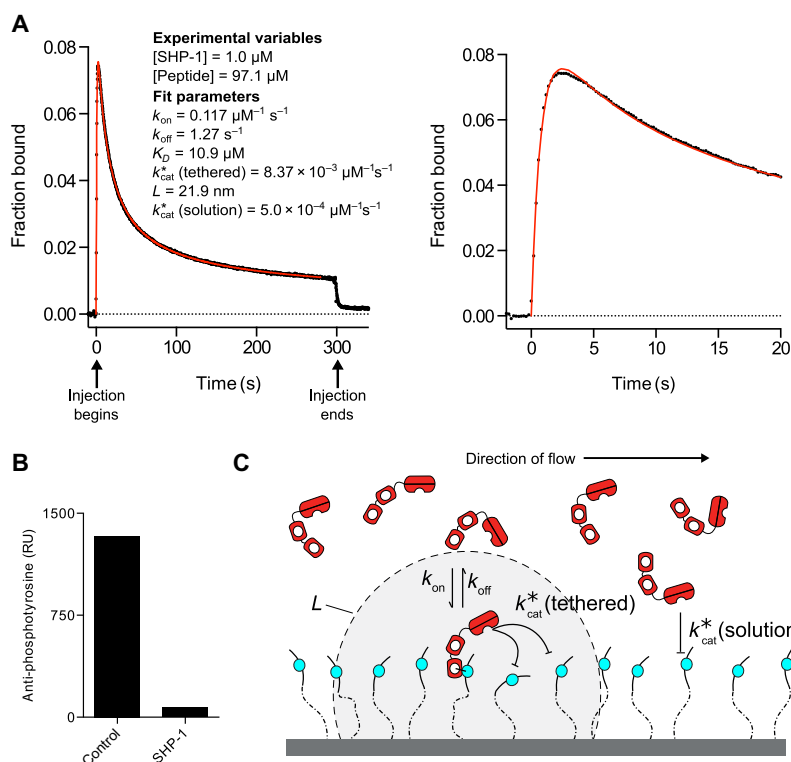 A
Experimental variables
[SHP-1] = 1.0 µM
[Peptide] = 97.1 µM
Fit parameters
kon = 0.117 µM−1 s−1
koff = 1.27 s−1
KD = 10.9 µM
k*cat (tethered) = 8.37 × 10−3 µM−1s−1
L = 21.9 nm
k*cat (solution) = 5.0 × 10−4 µM−1s−1
Fraction bound
0.08
0.06
0.04
0.02
0.00
0
100
200
300
Time (s)
Injection
begins
Injection
ends
Fraction bound
0.08
0.06
0.04
0.02
0.00
0
5
10
15
20
Time (s)
B
Anti-phosphotyrosine (RU)
1500
750
0
Control
SHP-1
C
Direction of flow
L
kon
koff
k*cat (tethered)
k*cat (solution